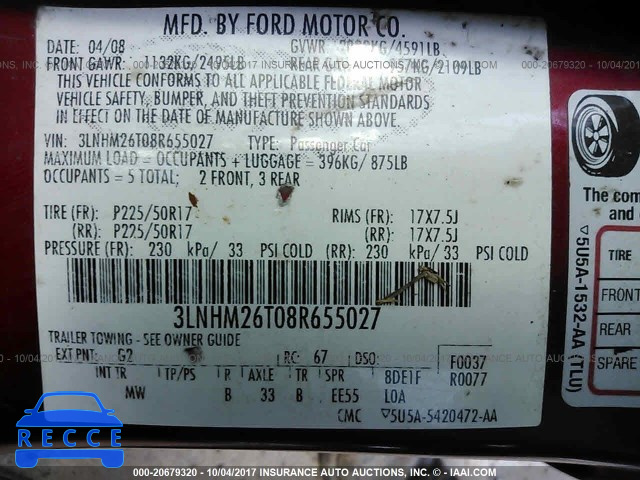 MFD. BY FORD MOTOR CO.
DATE: 04/08 GVWR: KG/4591LB
FRONT GAWR: 1132KG/2495LB REAR 957KG/2109LB
THIS VEHICLE CONFORMS TO ALL APPLICABLE FEDERAL MOTOR
VEHICLE SAFETY, BUMPER, AND THEFT PREVENTION STANDARDS
IN EFFECT ON THE DATE OF MANUFACTURE SHOWN ABOVE.
VIN: 3LNHM26T08R655027 TYPE: Passenger Car
MAXIMUM LOAD = OCCUPANTS + LUGGAGE = 396KG/ 875LB
OCCUPANTS = 5 TOTAL; 2 FRONT, 3 REAR
TIRE (FR): P225/50R17 RIMS (FR): 17X7.5J
(RR): P225/50R17 (RR): 17X7.5J
PRESSURE (FR): 230 kPa/ 33 PSI COLD (RR): 230 kPa/ 33 PSI COLD
3LNHM26T08R655027
TRAILER TOWING - SEE OWNER GUIDE
EXT PNT: G2 RC: 67 DSO: F0037
INT TR TP/PS R AXLE TR SPR 8DE1F R0077
MW B 33 B EE55 LOA
CMC ▽5U5A-5420472-AA
The com
and
TIRE
FRONT
REAR
SPARE
▽5U5A-1532-AA (TLU)
RECCE
000-20679320 - 10/04/2017 INSURANCE AUTO AUCTIONS, INC. - © - IAAI.COM